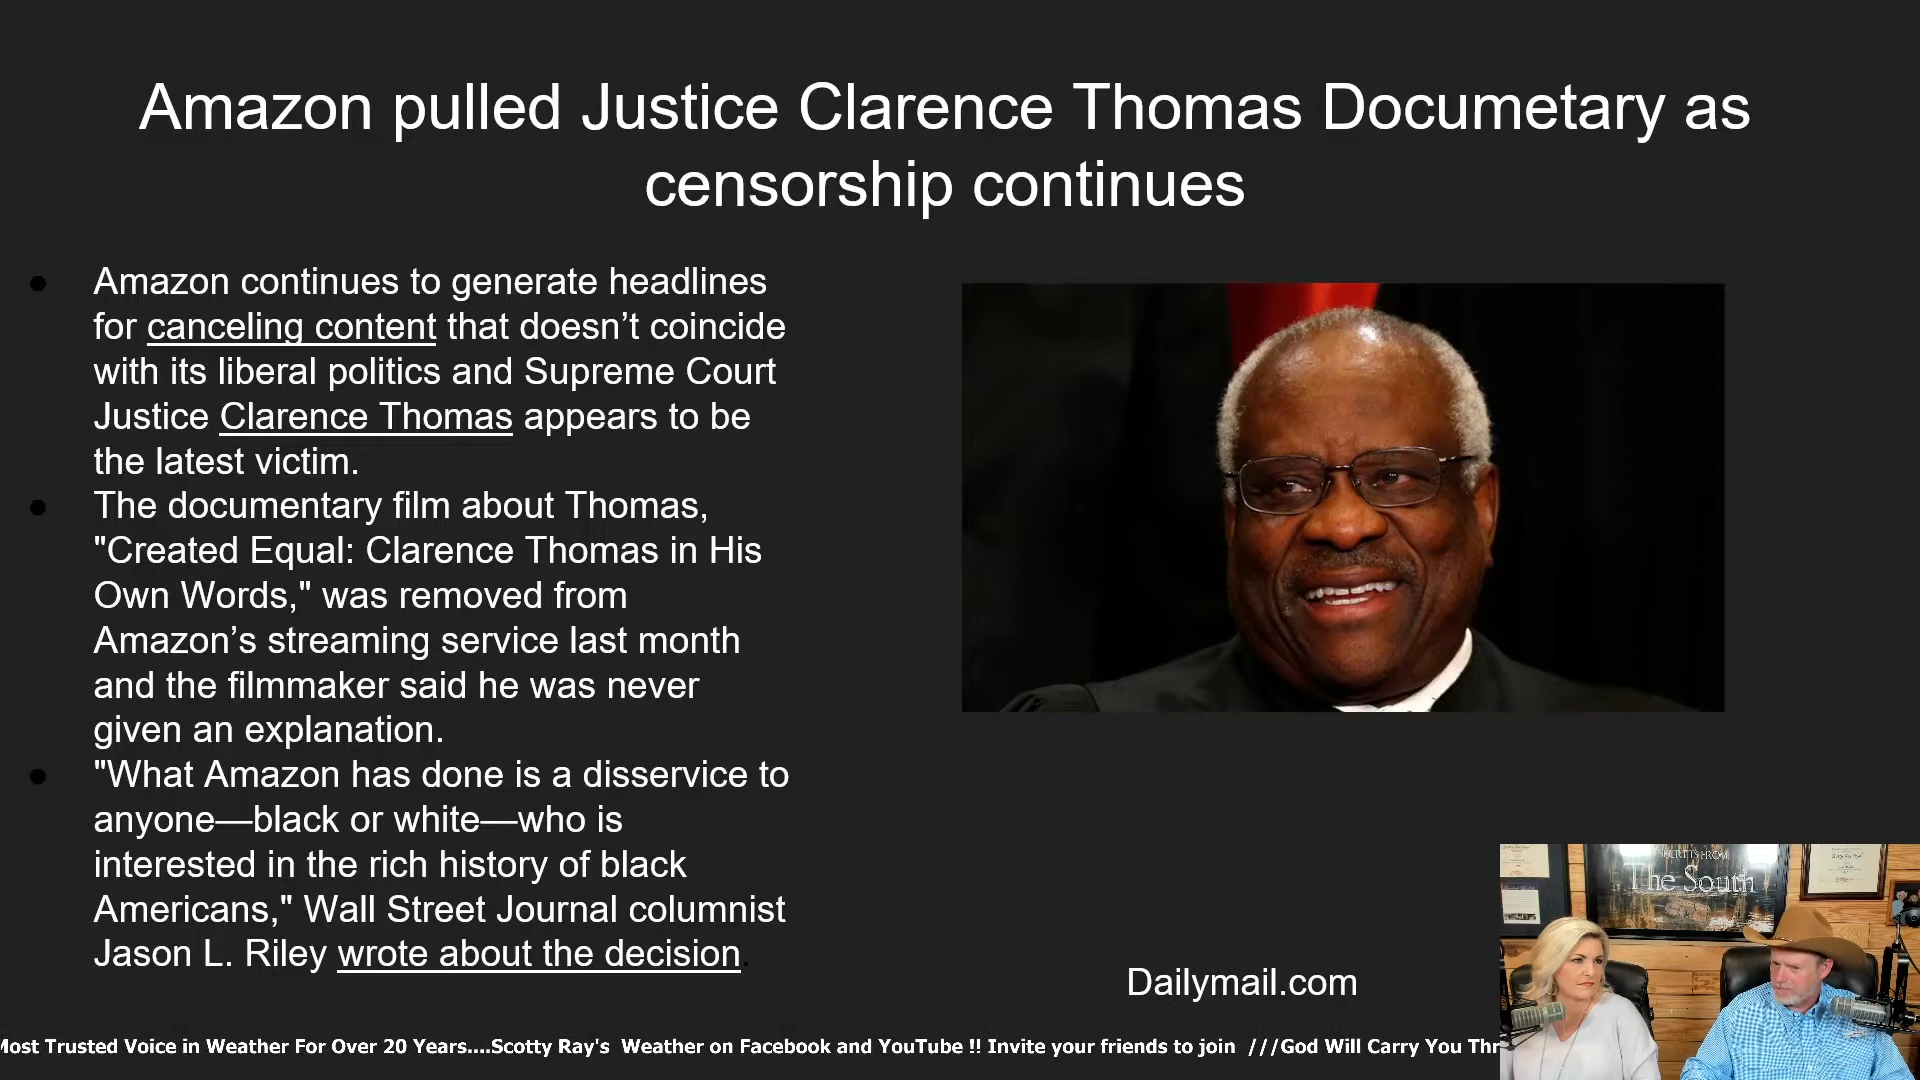 Amazon pulled Justice Clarence Thomas Documetary as
censorship continues
Amazon continues to generate headlines
for canceling content that doesn’t coincide
with its liberal politics and Supreme Court
Justice Clarence Thomas appears to be
the latest victim.
The documentary film about Thomas,
"Created Equal: Clarence Thomas in His
Own Words," was removed from
Amazon’s streaming service last month
and the filmmaker said he was never
given an explanation.
"What Amazon has done is a disservice to
anyone—black or white—who is
interested in the rich history of black
Americans," Wall Street Journal columnist
Jason L. Riley wrote about the decision.
Dailymail.com
SECRETS FROM
The South
Most Trusted Voice in Weather For Over 20 Years....Scotty Ray's Weather on Facebook and YouTube !! Invite your friends to join ///God Will Carry You Thr